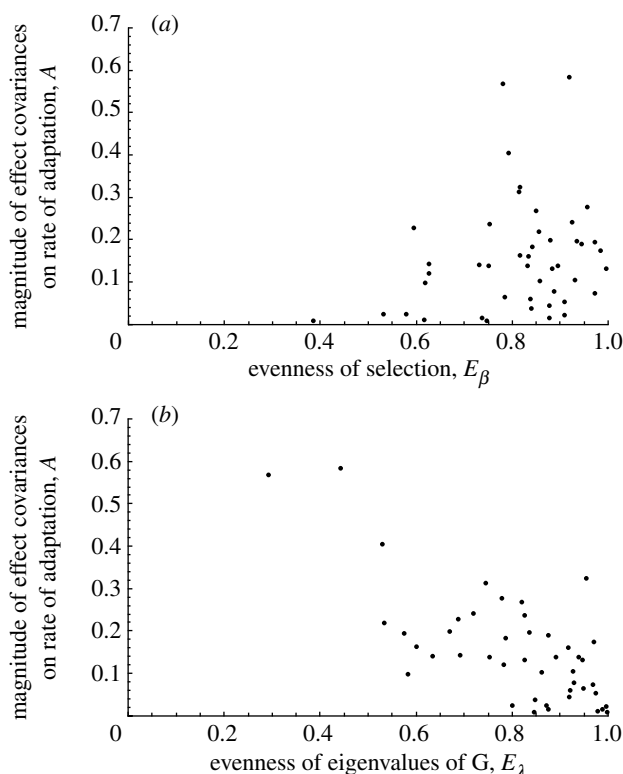 (a)
magnitude of effect covariances
on rate of adaptation, A
0.7
0.6
0.5
0.4
0.3
0.2
0.1
0 0.2 0.4 0.6 0.8 1.0
evenness of selection, Eβ
(b)
magnitude of effect covariances
on rate of adaptation, A
0.7
0.6
0.5
0.4
0.3
0.2
0.1
0 0.2 0.4 0.6 0.8 1.0
evenness of eigenvalues of G, Eλ